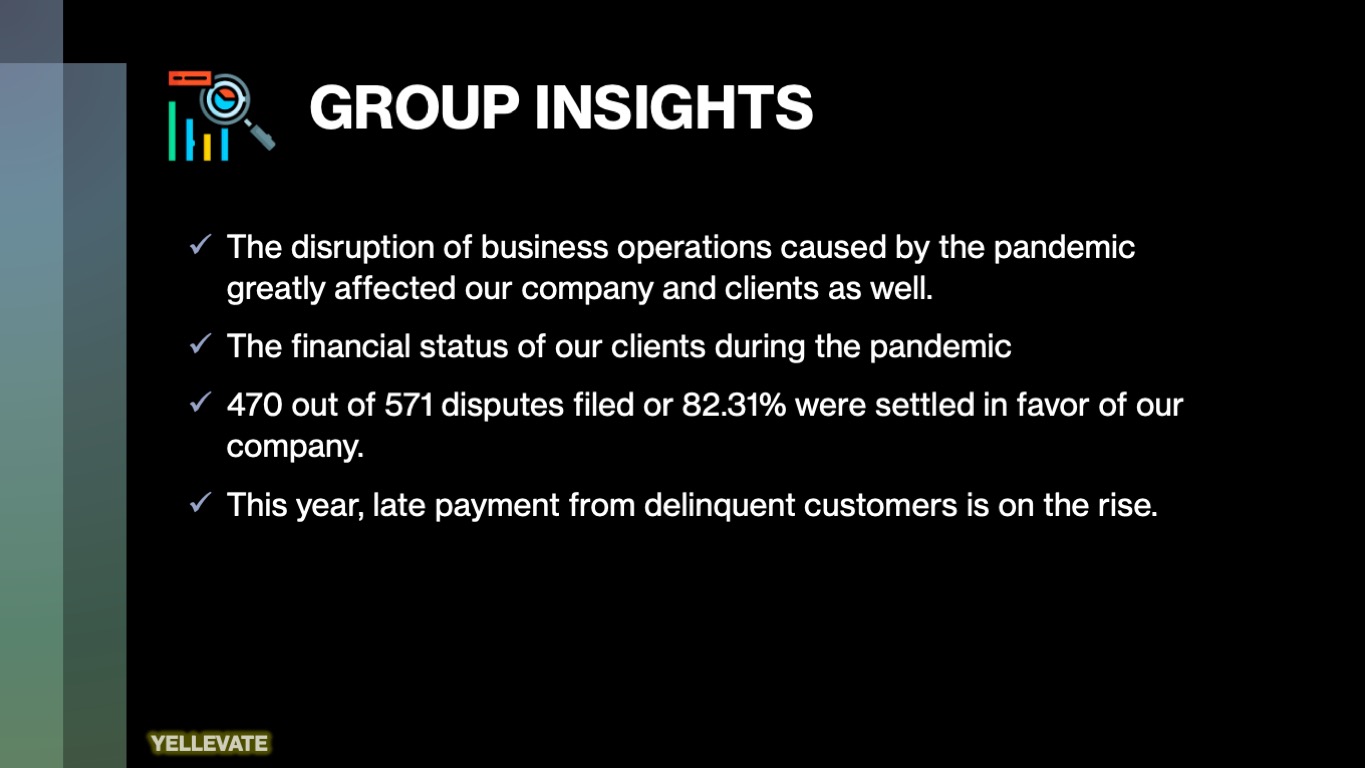 GROUP INSIGHTS
✓ The disruption of business operations caused by the pandemic
greatly affected our company and clients as well.
✓ The financial status of our clients during the pandemic
✓ 470 out of 571 disputes filed or 82.31% were settled in favor of our
company.
✓ This year, late payment from delinquent customers is on the rise.
YELLEVATE